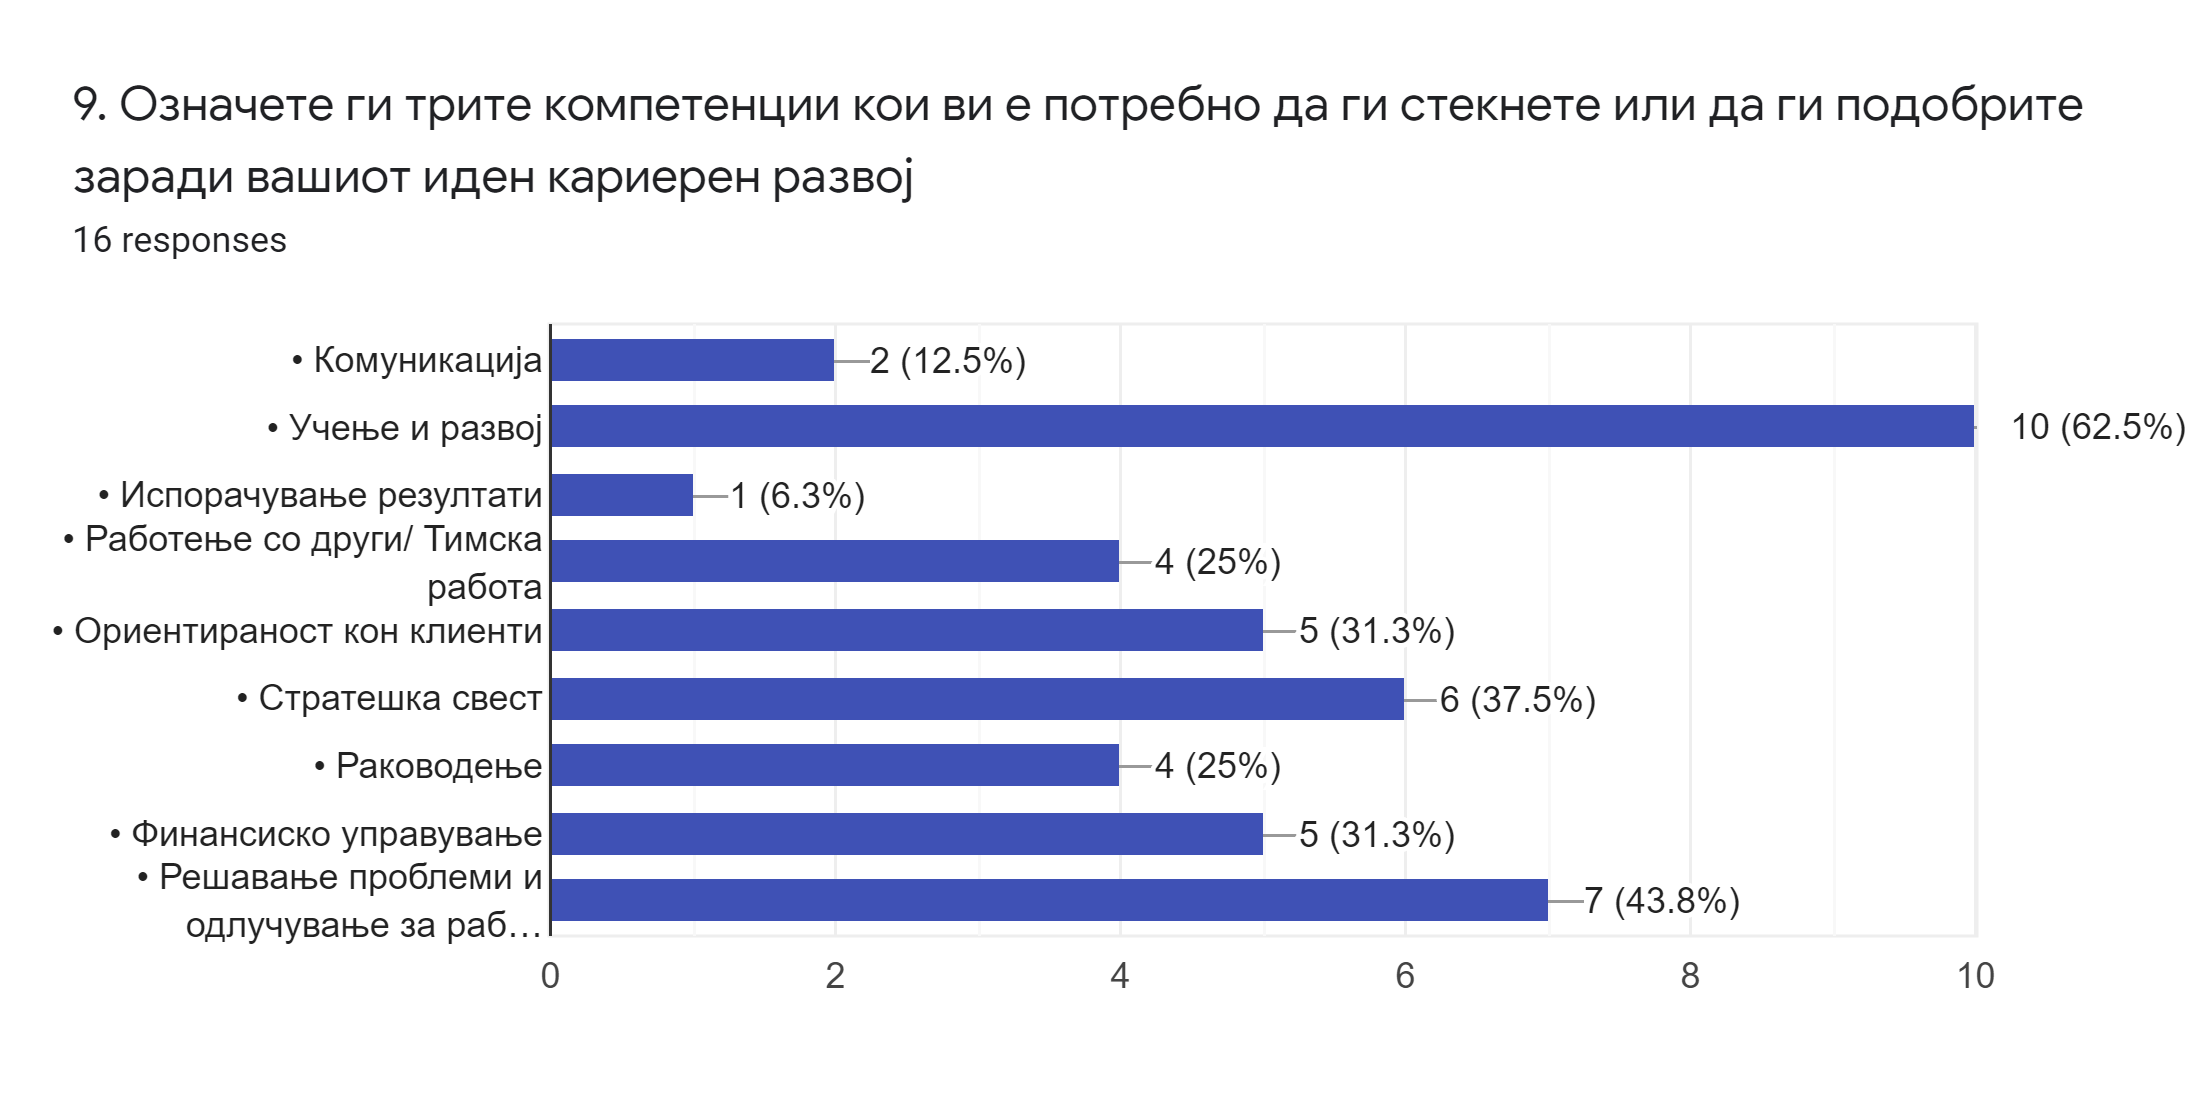 9. Означете ги трите компетенции кои ви е потребно да ги стекнете или да ги подобрите
заради вашиот иден кариерен развој
16 responses
• Комуникација
2 (12.5%)
• Учење и развој
10 (62.5%)
• Испорачување резултати
1 (6.3%)
• Работење со други/ Тимска
работа
4 (25%)
• Ориентираност кон клиенти
5 (31.3%)
• Стратешка свест
6 (37.5%)
• Раководење
4 (25%)
• Финансиско управување
5 (31.3%)
• Решавање проблеми и
одлучување за раб…
7 (43.8%)
0 2 4 6 8 10